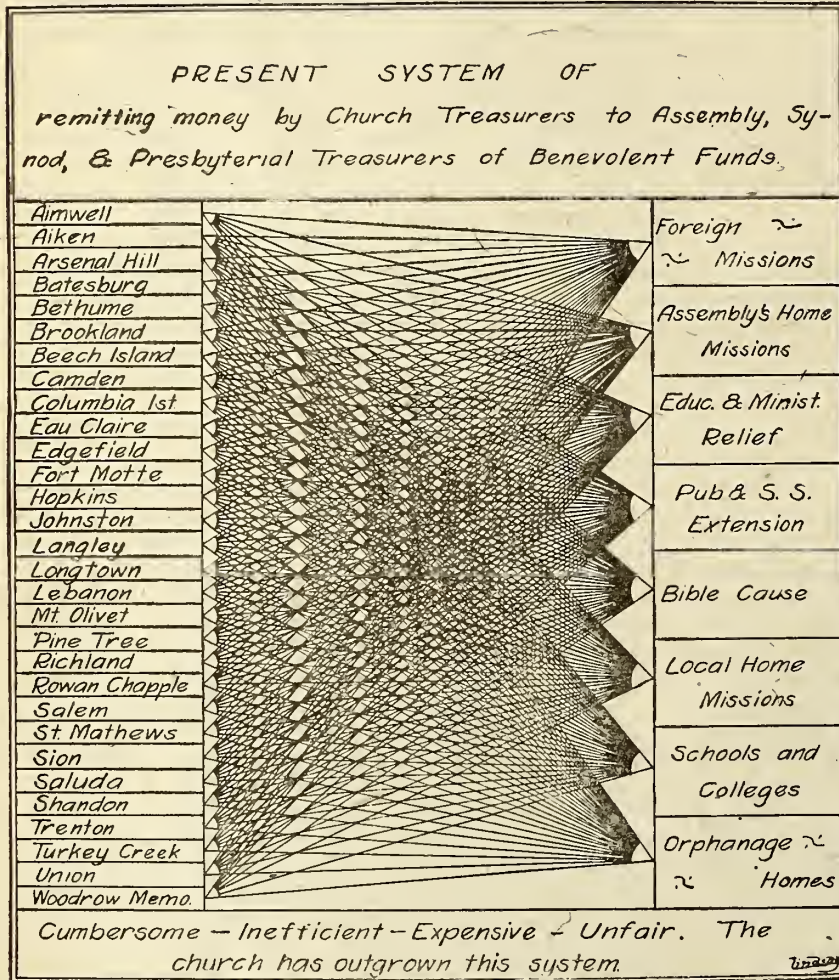 PRESENT SYSTEM OF
remitting money by Church Treasurers to Assembly, Sy-
nod, & Presbyterial Treasurers of Benevolent Funds.
Aimwell
Aiken
Arsenal Hill
Batesburg
Bethume
Brookland
Beech Island
Camden
Columbia Ist.
Eau Claire
Edgefield
Fort Motte
Hopkins
Johnston
Langley
Longtown
Lebanon
Mt. Olivet
Pine Tree
Richland
Rowan Chapple
Salem
St. Mathews
Sion
Saluda
Shandon
Trenton
Turkey Creek
Union
Woodrow Memo.
Foreign
Missions
Assembly's Home
Missions
Educ. & Minist.
Relief
Pub & S. S.
Extension
Bible Cause
Local Home
Missions
Schools and
Colleges
Orphanage
Homes
Cumbersome – Inefficient – Expensive – Unfair. The
church has outgrown this system.